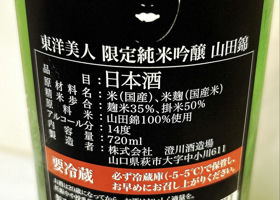 東洋美人 限定純米吟醸 山田錦
品目■日本酒
原材料■米(国産)、米麹(国産米)
精米歩合■麹米35%、掛米50%
原料米■山田錦100%使用
アルコール分■14度
内容量■720ml
製造■株式会社 澄川酒造場
山口県萩市大字中小川611
要冷蔵 必ず冷蔵庫(-5~5℃)で保管し、
お早めにお召し上がりください。